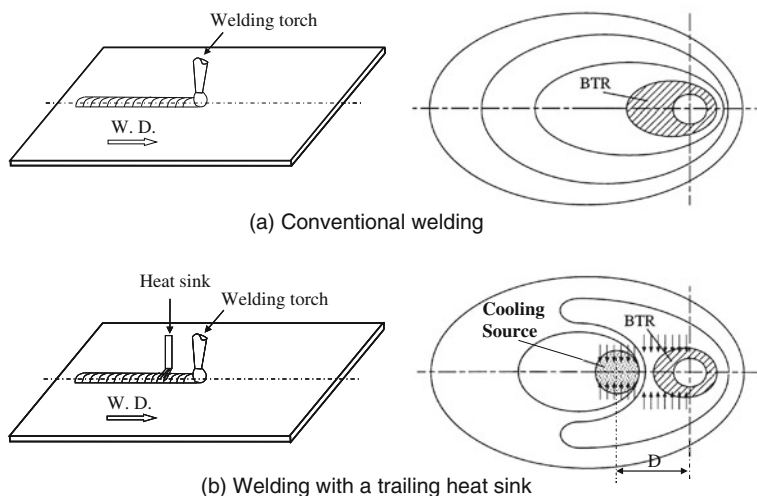 Welding torch
W. D.
BTR
(a) Conventional welding
Heat sink
Welding torch
W. D.
Cooling
Source
BTR
D
(b) Welding with a trailing heat sink